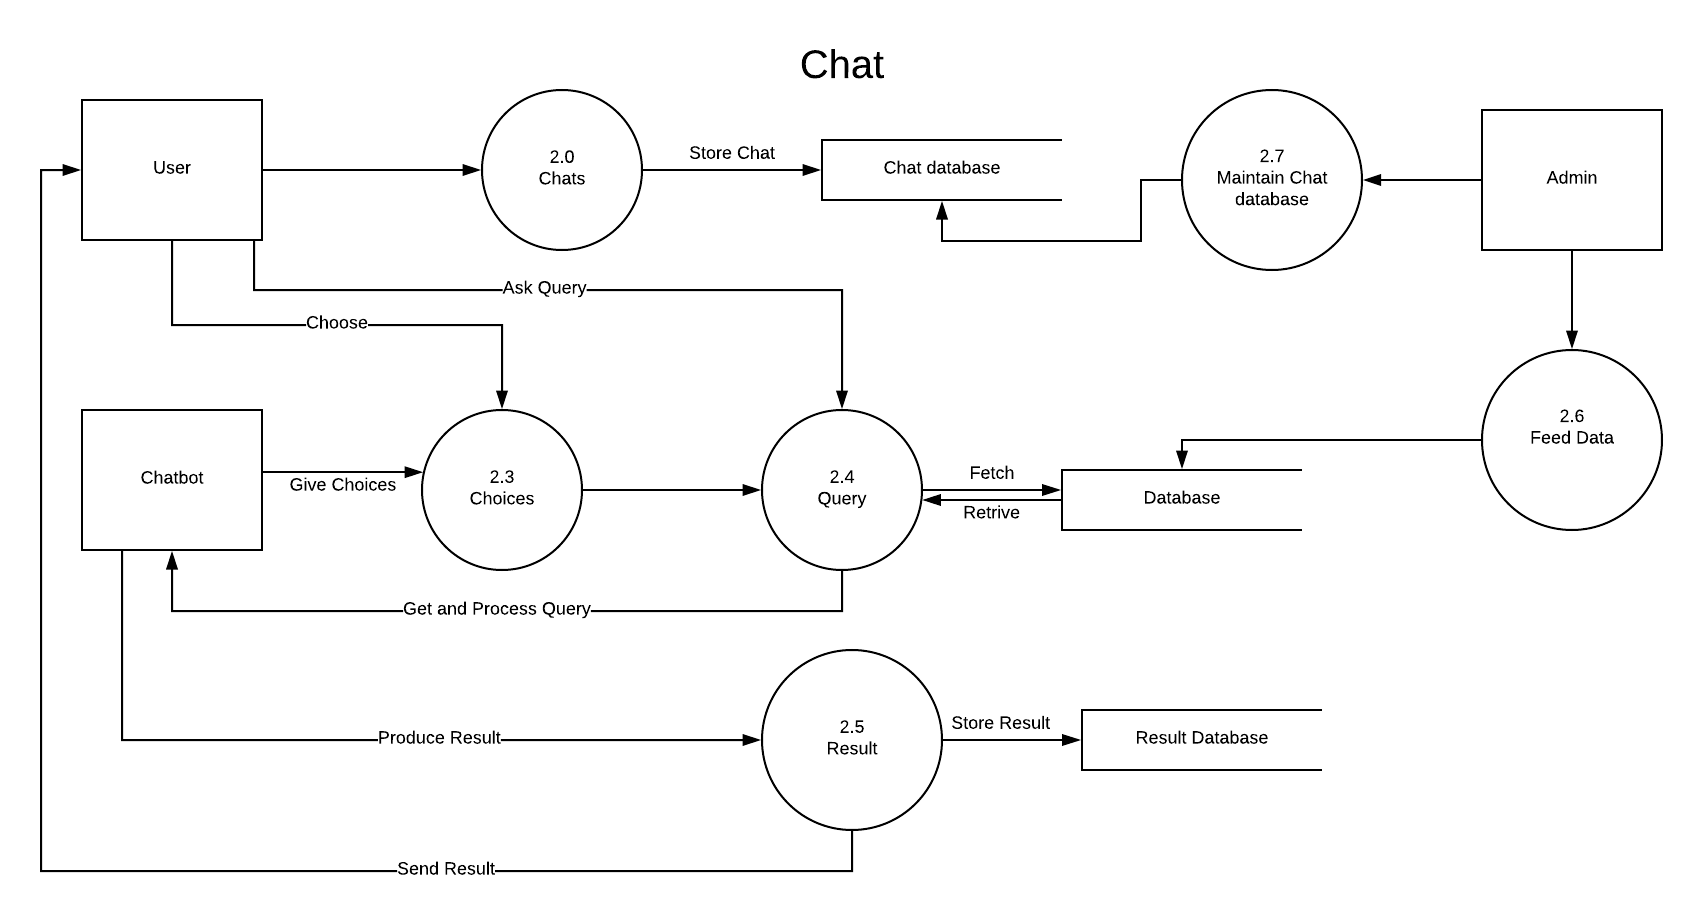 Chat
User
2.0
Chats
Store Chat
Chat database
2.7
Maintain Chat
database
Admin
Ask Query
Choose
2.6
Feed Data
Chatbot
Give Choices
2.3
Choices
2.4
Query
Fetch
Retrive
Database
Get and Process Query
2.5
Result
Produce Result
Store Result
Result Database
Send Result